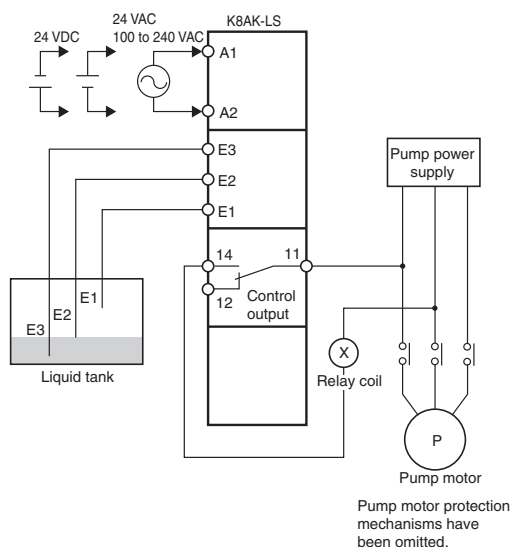 24 VDC
24 VAC
100 to 240 VAC
K8AK-LS
A1
A2
E3
E2
E1
14
11
12
Control
output
Pump power
supply
E1
E2
E3
Liquid tank
X
Relay coil
P
Pump motor
Pump motor protection
mechanisms have
been omitted.